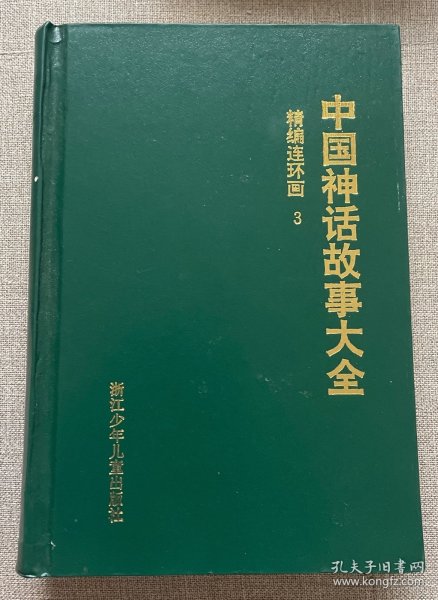 中国神话故事大全
精编连环画 3
浙江少年儿童出版社
孔夫子旧书网
www.kongfz.com